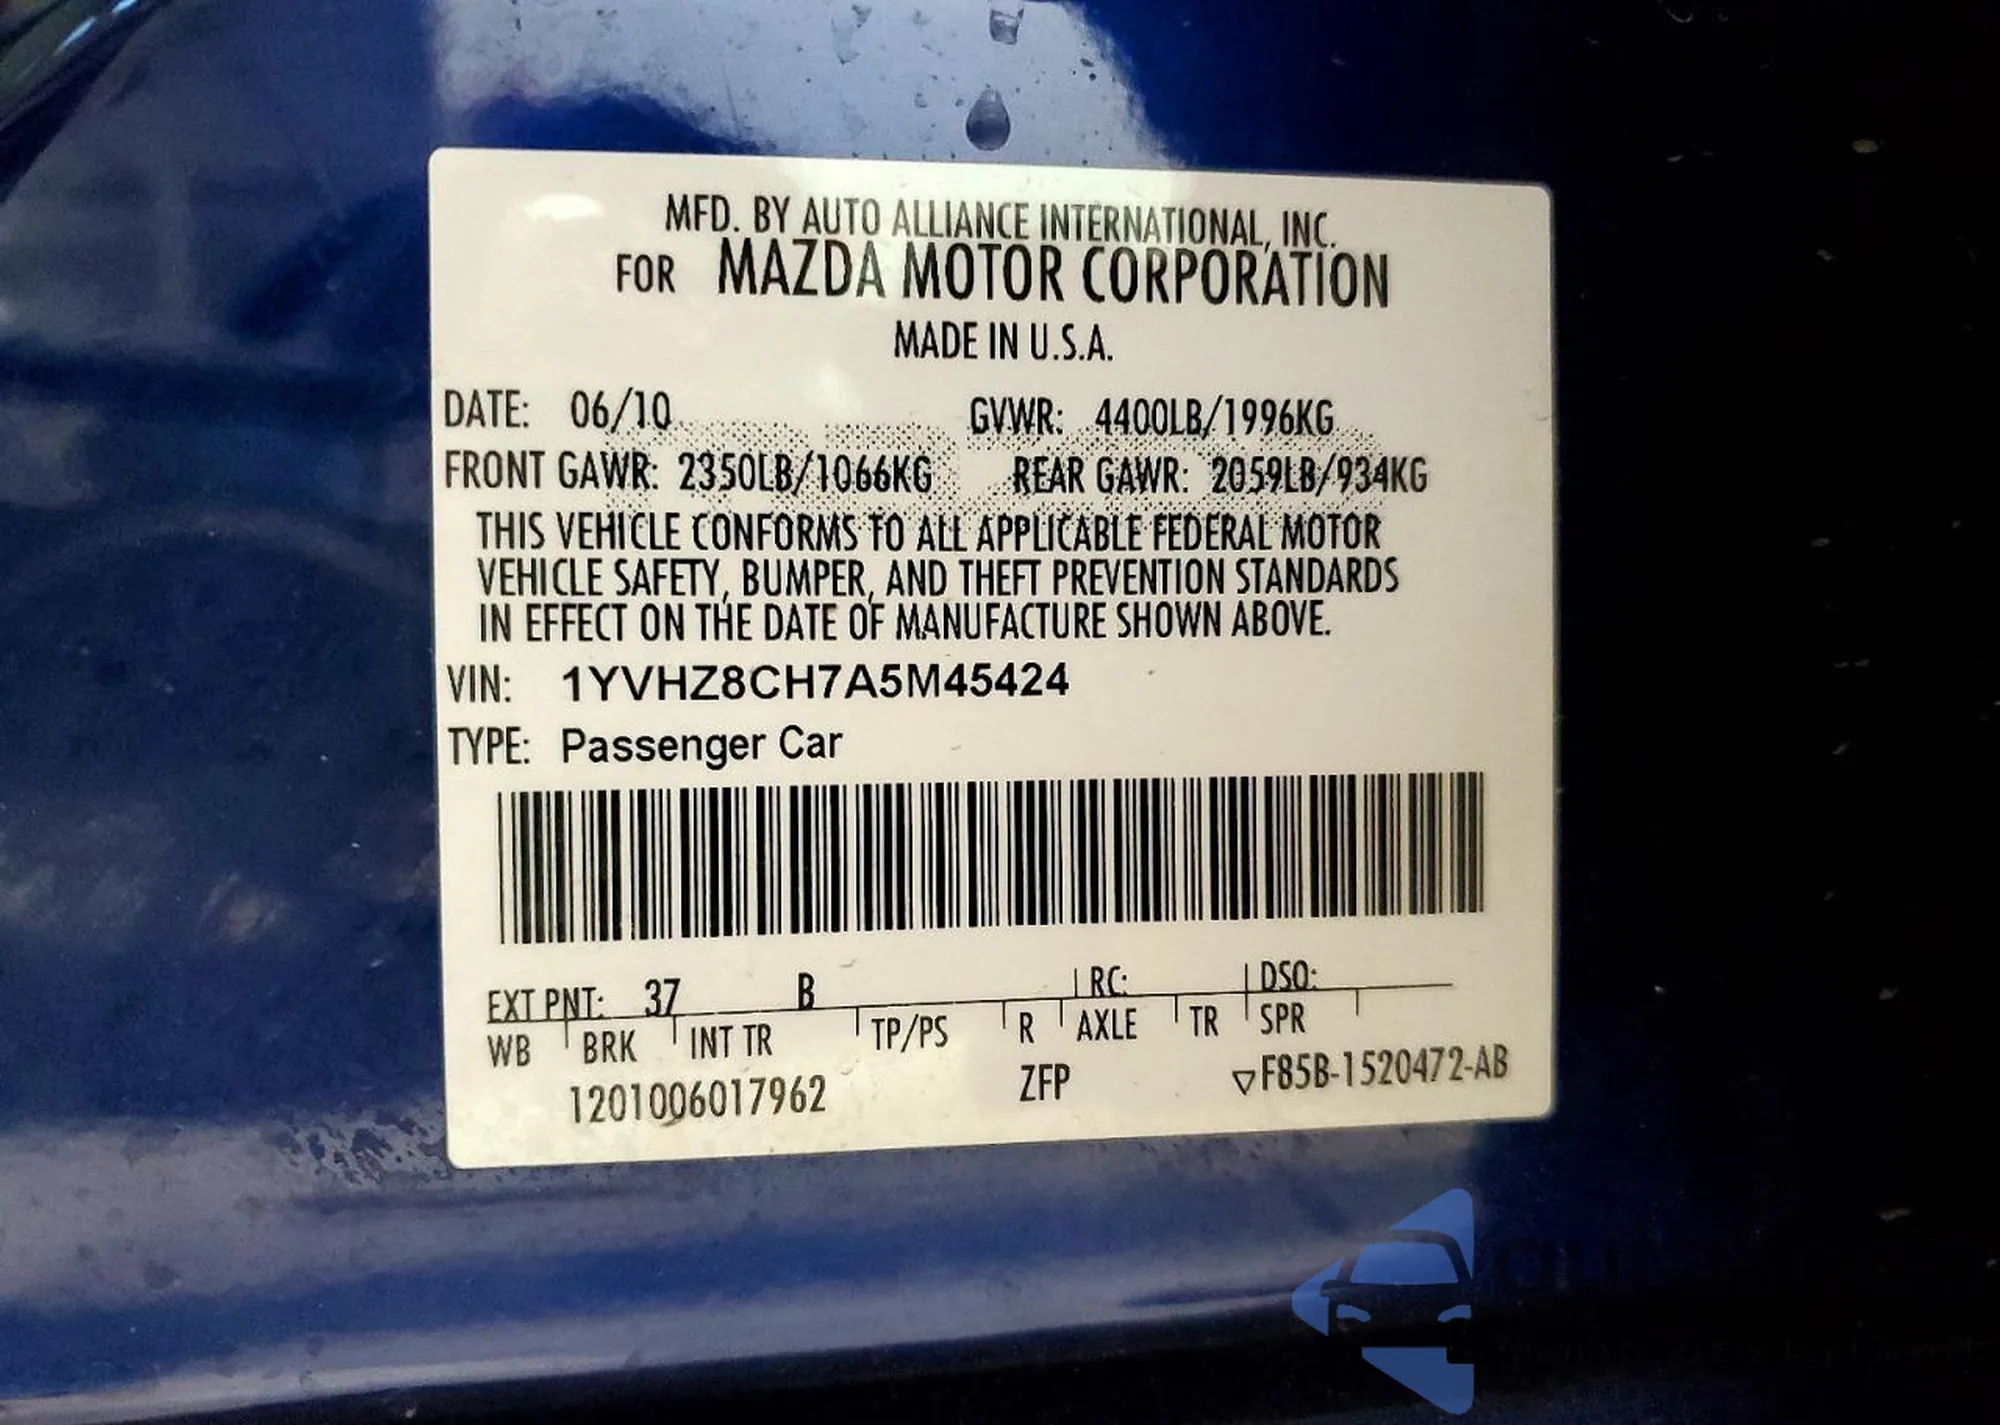 MFD. BY AUTO ALLIANCE INTERNATIONAL, INC.
FOR MAZDA MOTOR CORPORATION
MADE IN U.S.A.
DATE: 06/10 GVWR: 4400LB/1996KG
FRONT GAWR: 2350LB/1066KG REAR GAWR: 2059LB/934KG
THIS VEHICLE CONFORMS TO ALL APPLICABLE FEDERAL MOTOR
VEHICLE SAFETY, BUMPER, AND THEFT PREVENTION STANDARDS
IN EFFECT ON THE DATE OF MANUFACTURE SHOWN ABOVE.
VIN: 1YVHZ8CH7A5M45424
TYPE: Passenger Car
EXT PNT: 37 B RC: DSO:
WB BRK INT TR TP/PS R AXLE TR SPR
1201006017962 ZFP ▽F85B-1520472-AB